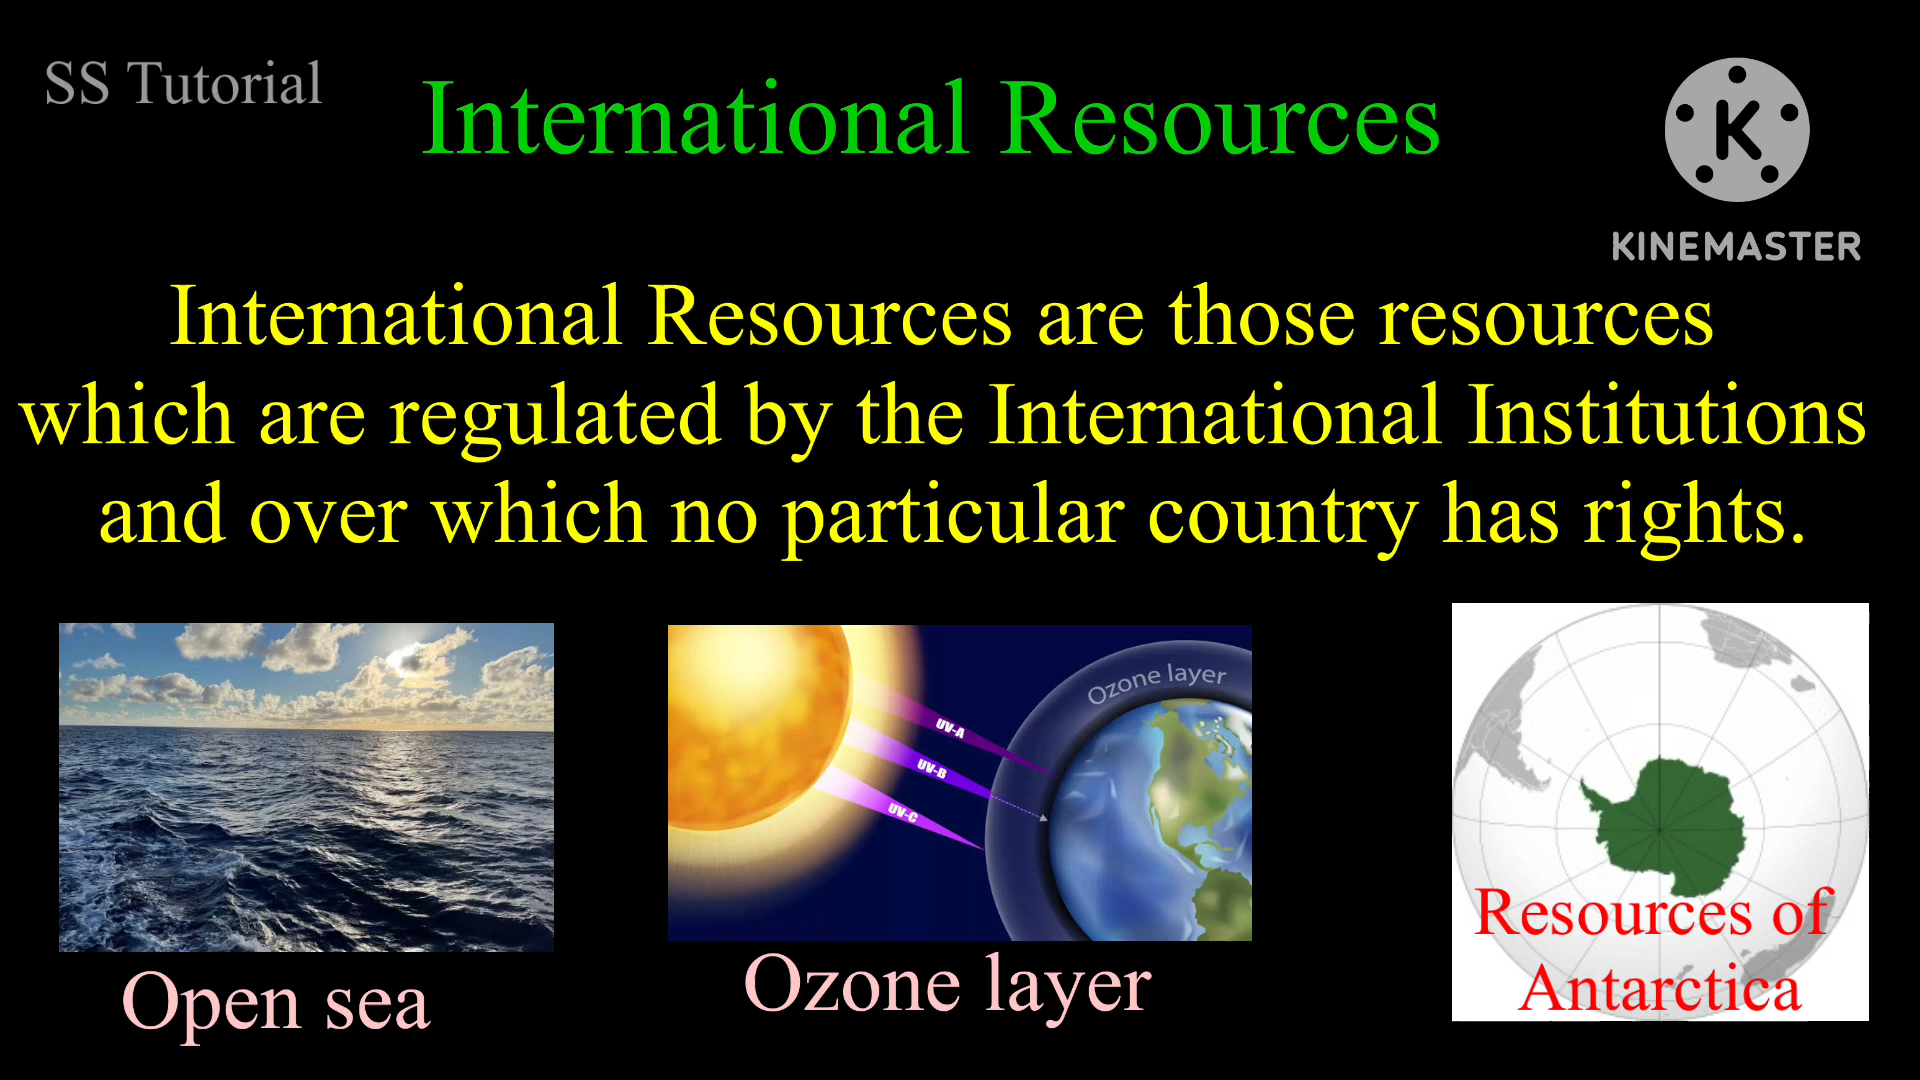 SS Tutorial
International Resources
K
KINEMASTER
International Resources are those resources
which are regulated by the International Institutions
and over which no particular country has rights.
Ozone layer
UV-A
UV-B
UV-C
Open sea
Ozone layer
Resources of
Antarctica